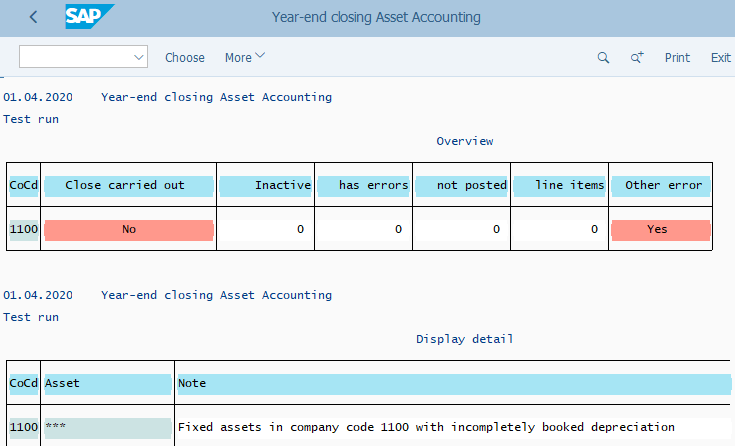 SAP Year-end closing Asset Accounting
Choose More Print Exit
01.04.2020 Year-end closing Asset Accounting
Test run
Overview
CoCd Close carried out Inactive has errors not posted line items Other error
1100 No 0 0 0 0 Yes
01.04.2020 Year-end closing Asset Accounting
Test run
Display detail
CoCd Asset Note
1100 *** Fixed assets in company code 1100 with incompletely booked depreciation